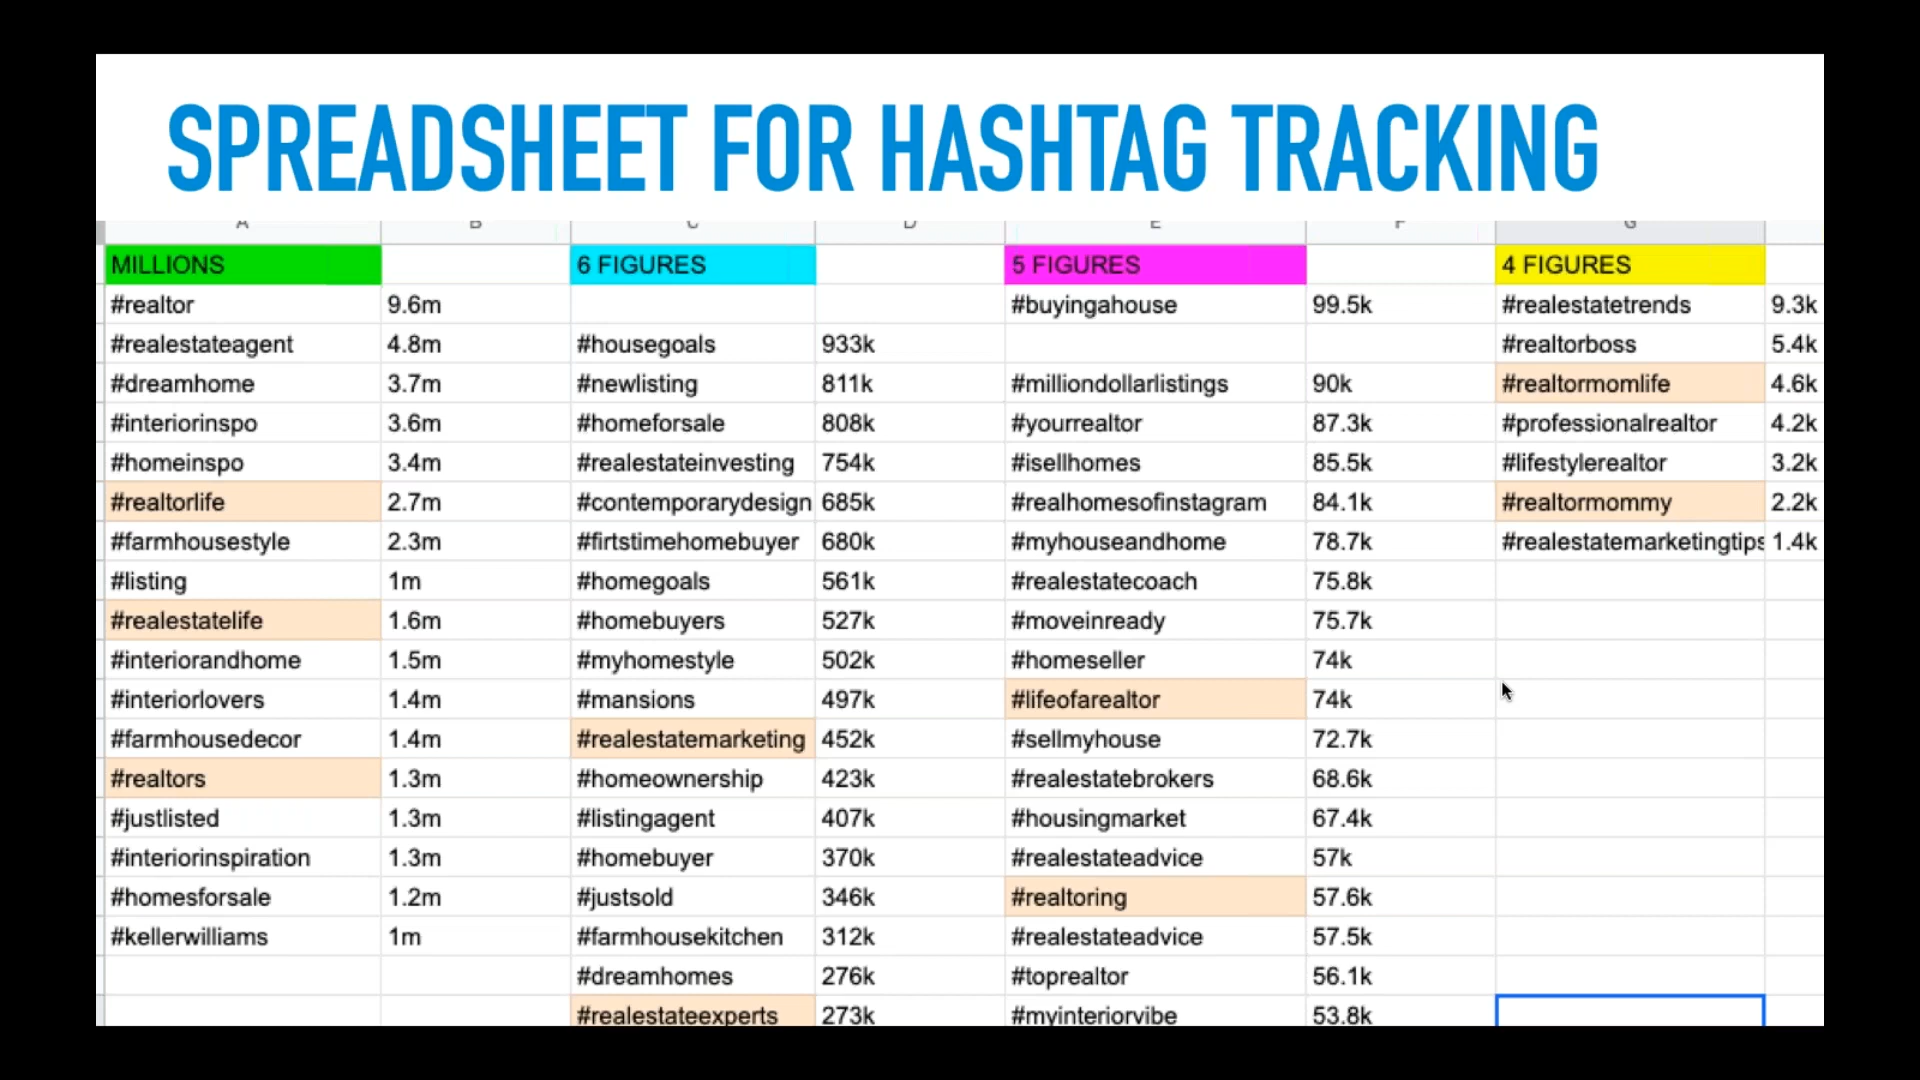 SPREADSHEET FOR HASHTAG TRACKING
A B C D E F G
MILLIONS 6 FIGURES 5 FIGURES 4 FIGURES
#realtor 9.6m #buyingahouse 99.5k #realestatetrends 9.3k
#realestateagent 4.8m #housegoals 933k #realtorboss 5.4k
#dreamhome 3.7m #newlisting 811k #milliondollarlistings 90k #realtormomlife 4.6k
#interiorinspo 3.6m #homeforsale 808k #yourrealtor 87.3k #professionalrealtor 4.2k
#homeinspo 3.4m #realestateinvesting 754k #isellhomes 85.5k #lifestylerealtor 3.2k
#realtorlife 2.7m #contemporarydesign 685k #realhomesofinstagram 84.1k #realtormommy 2.2k
#farmhousestyle 2.3m #firtstimehomebuyer 680k #myhouseandhome 78.7k #realestatemarketingtips 1.4k
#listing 1m #homegoals 561k #realestatecoach 75.8k
#realestatelife 1.6m #homebuyers 527k #moveinready 75.7k
#interiorandhome 1.5m #myhomestyle 502k #homeseller 74k
#interiorlovers 1.4m #mansions 497k #lifeofarealtor 74k
#farmhousedecor 1.4m #realestatemarketing 452k #sellmyhouse 72.7k
#realtors 1.3m #homeownership 423k #realestatebrokers 68.6k
#justlisted 1.3m #listingagent 407k #housingmarket 67.4k
#interiorinspiration 1.3m #homebuyer 370k #realestateadvice 57k
#homesforsale 1.2m #justsold 346k #realtoring 57.6k
#kellerwilliams 1m #farmhousekitchen 312k #realestateadvice 57.5k
#dreamhomes 276k #toprealtor 56.1k
#realestateexperts 273k #myinteriorvibe 53.8k